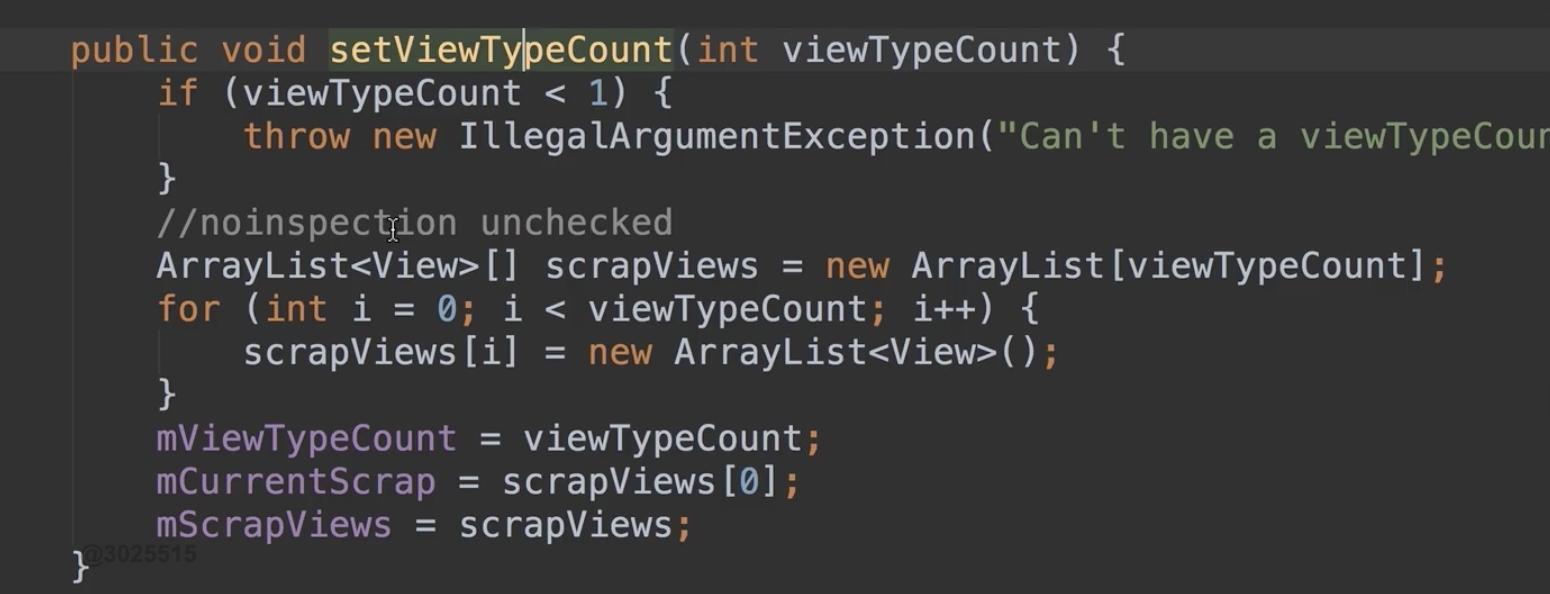 public void setViewTypeCount(int viewTypeCount) {
if (viewTypeCount < 1) {
throw new IllegalArgumentException("Can't have a viewTypeCoun
}
//noinspection unchecked
ArrayList<View>[] scrapViews = new ArrayList[viewTypeCount];
for (int i = 0; i < viewTypeCount; i++) {
scrapViews[i] = new ArrayList<View>();
}
mViewTypeCount = viewTypeCount;
mCurrentScrap = scrapViews[0];
mScrapViews = scrapViews;
}
@3025515